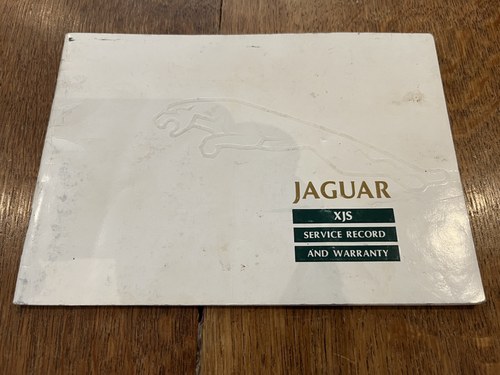 JAGUAR
XJS
SERVICE RECORD
AND WARRANTY